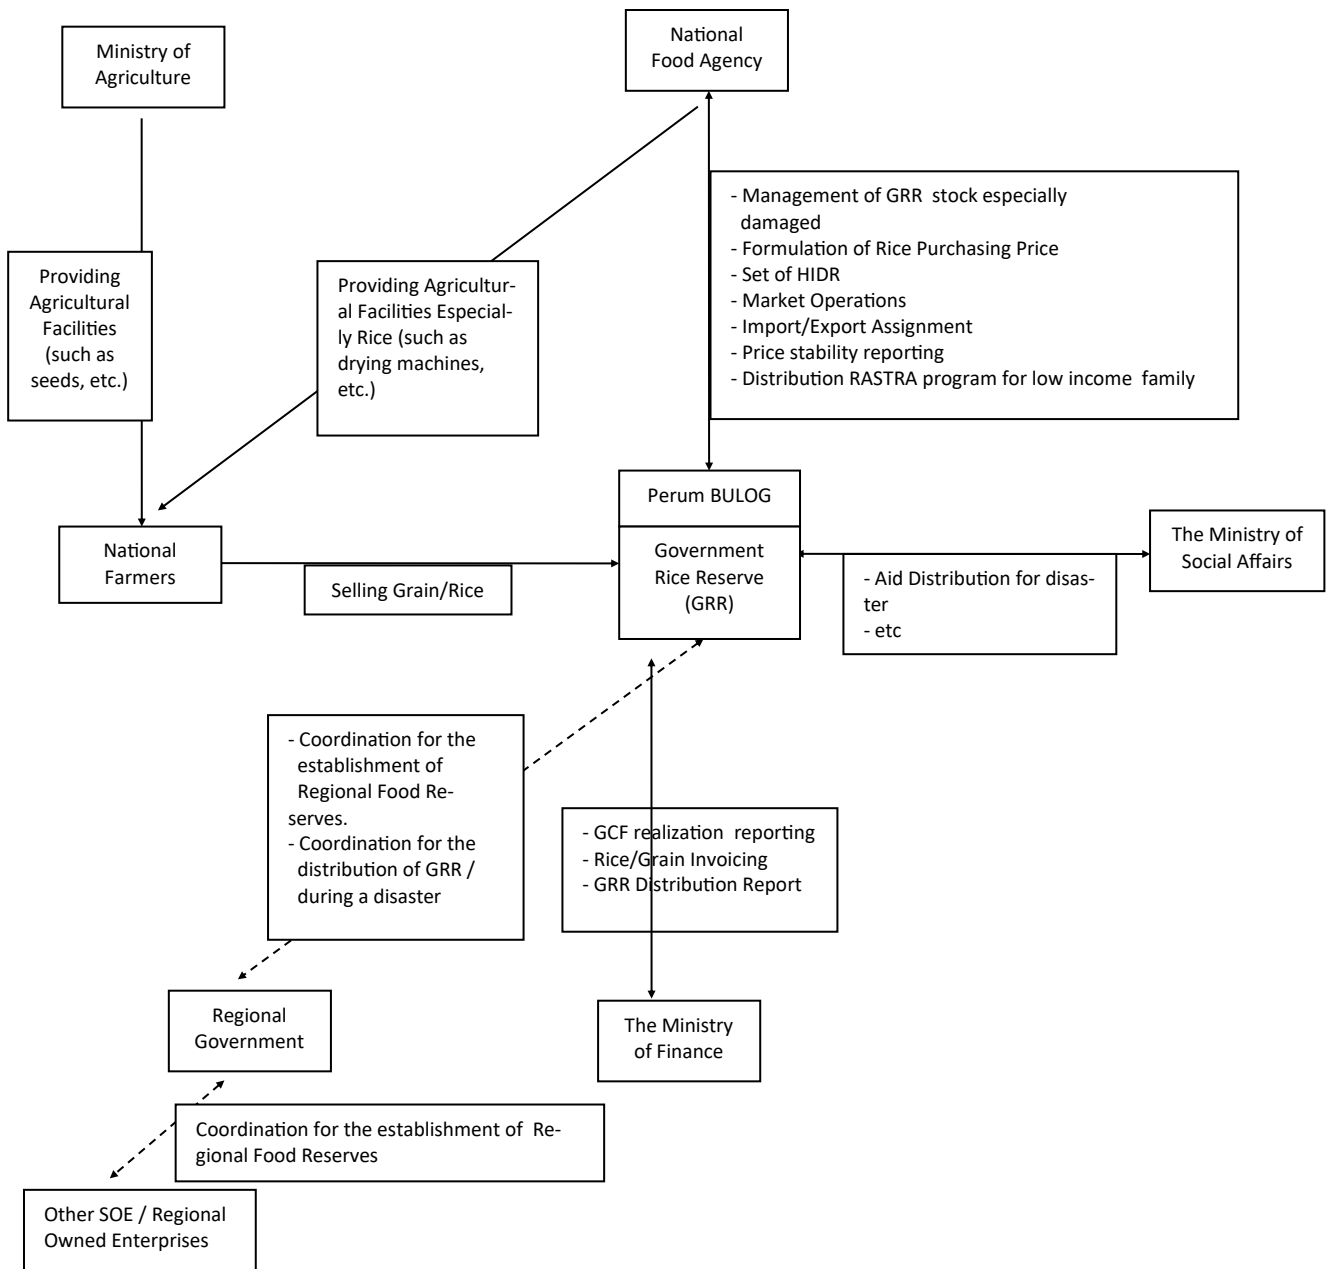 Ministry of
Agriculture
National
Food Agency
- Management of GRR stock especially
damaged
- Formulation of Rice Purchasing Price
- Set of HIDR
- Market Operations
- Import/Export Assignment
- Price stability reporting
- Distribution RASTRA program for low income family
Providing
Agricultural
Facilities
(such as
seeds, etc.)
Providing Agricultur-
al Facilities Especial-
ly Rice (such as
drying machines,
etc.)
Perum BULOG
Government
Rice Reserve
(GRR)
National
Farmers
Selling Grain/Rice
The Ministry of
Social Affairs
- Aid Distribution for disas-
ter
- etc
- Coordination for the
establishment of
Regional Food Re-
serves.
- Coordination for the
distribution of GRR /
during a disaster
- GCF realization reporting
- Rice/Grain Invoicing
- GRR Distribution Report
Regional
Government
The Ministry
of Finance
Coordination for the establishment of Re-
gional Food Reserves
Other SOE / Regional
Owned Enterprises